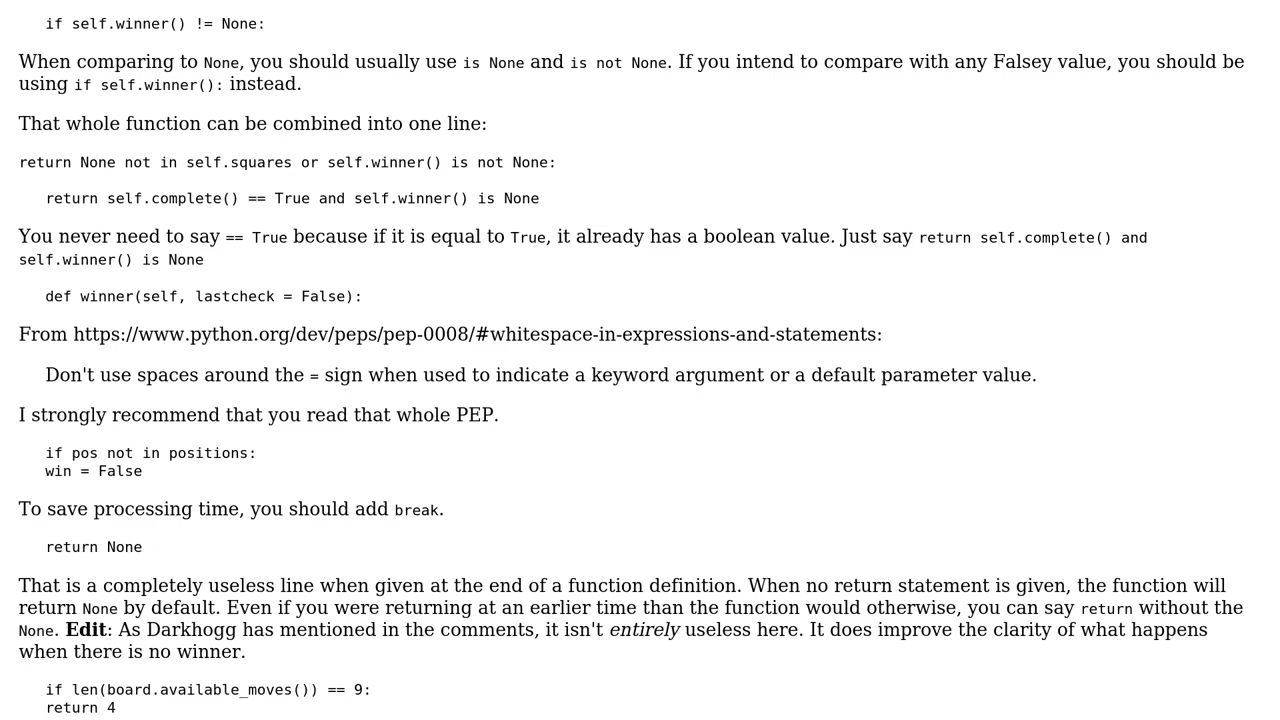 if self.winner() != None:
When comparing to None, you should usually use is None and is not None. If you intend to compare with any Falsey value, you should be
using if self.winner(): instead.
That whole function can be combined into one line:
return None not in self.squares or self.winner() is not None:
return self.complete() == True and self.winner() is None
You never need to say == True because if it is equal to True, it already has a boolean value. Just say return self.complete() and
self.winner() is None
def winner(self, lastcheck = False):
From https://www.python.org/dev/peps/pep-0008/#whitespace-in-expressions-and-statements:
Don't use spaces around the = sign when used to indicate a keyword argument or a default parameter value.
I strongly recommend that you read that whole PEP.
if pos not in positions:
win = False
To save processing time, you should add break.
return None
That is a completely useless line when given at the end of a function definition. When no return statement is given, the function will
return None by default. Even if you were returning at an earlier time than the function would otherwise, you can say return without the
None. Edit: As Darkhogg has mentioned in the comments, it isn't entirely useless here. It does improve the clarity of what happens
when there is no winner.
if len(board.available_moves()) == 9:
return 4